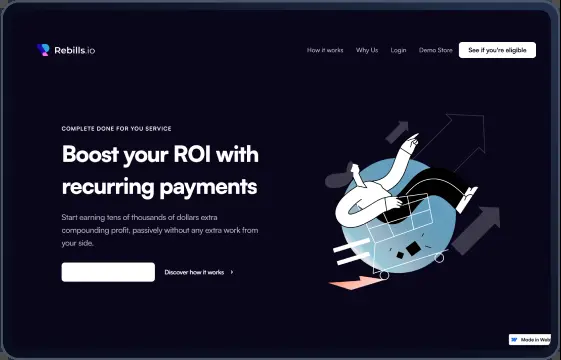 Rebills.io
How it works
Why Us
Login
Demo Store
See if you're eligible
COMPLETE DONE FOR YOU SERVICE
Boost your ROI with
recurring payments
Start earning tens of thousands of dollars extra
compounding profit, passively without any extra work from
your side.
Discover how it works
Made in Web